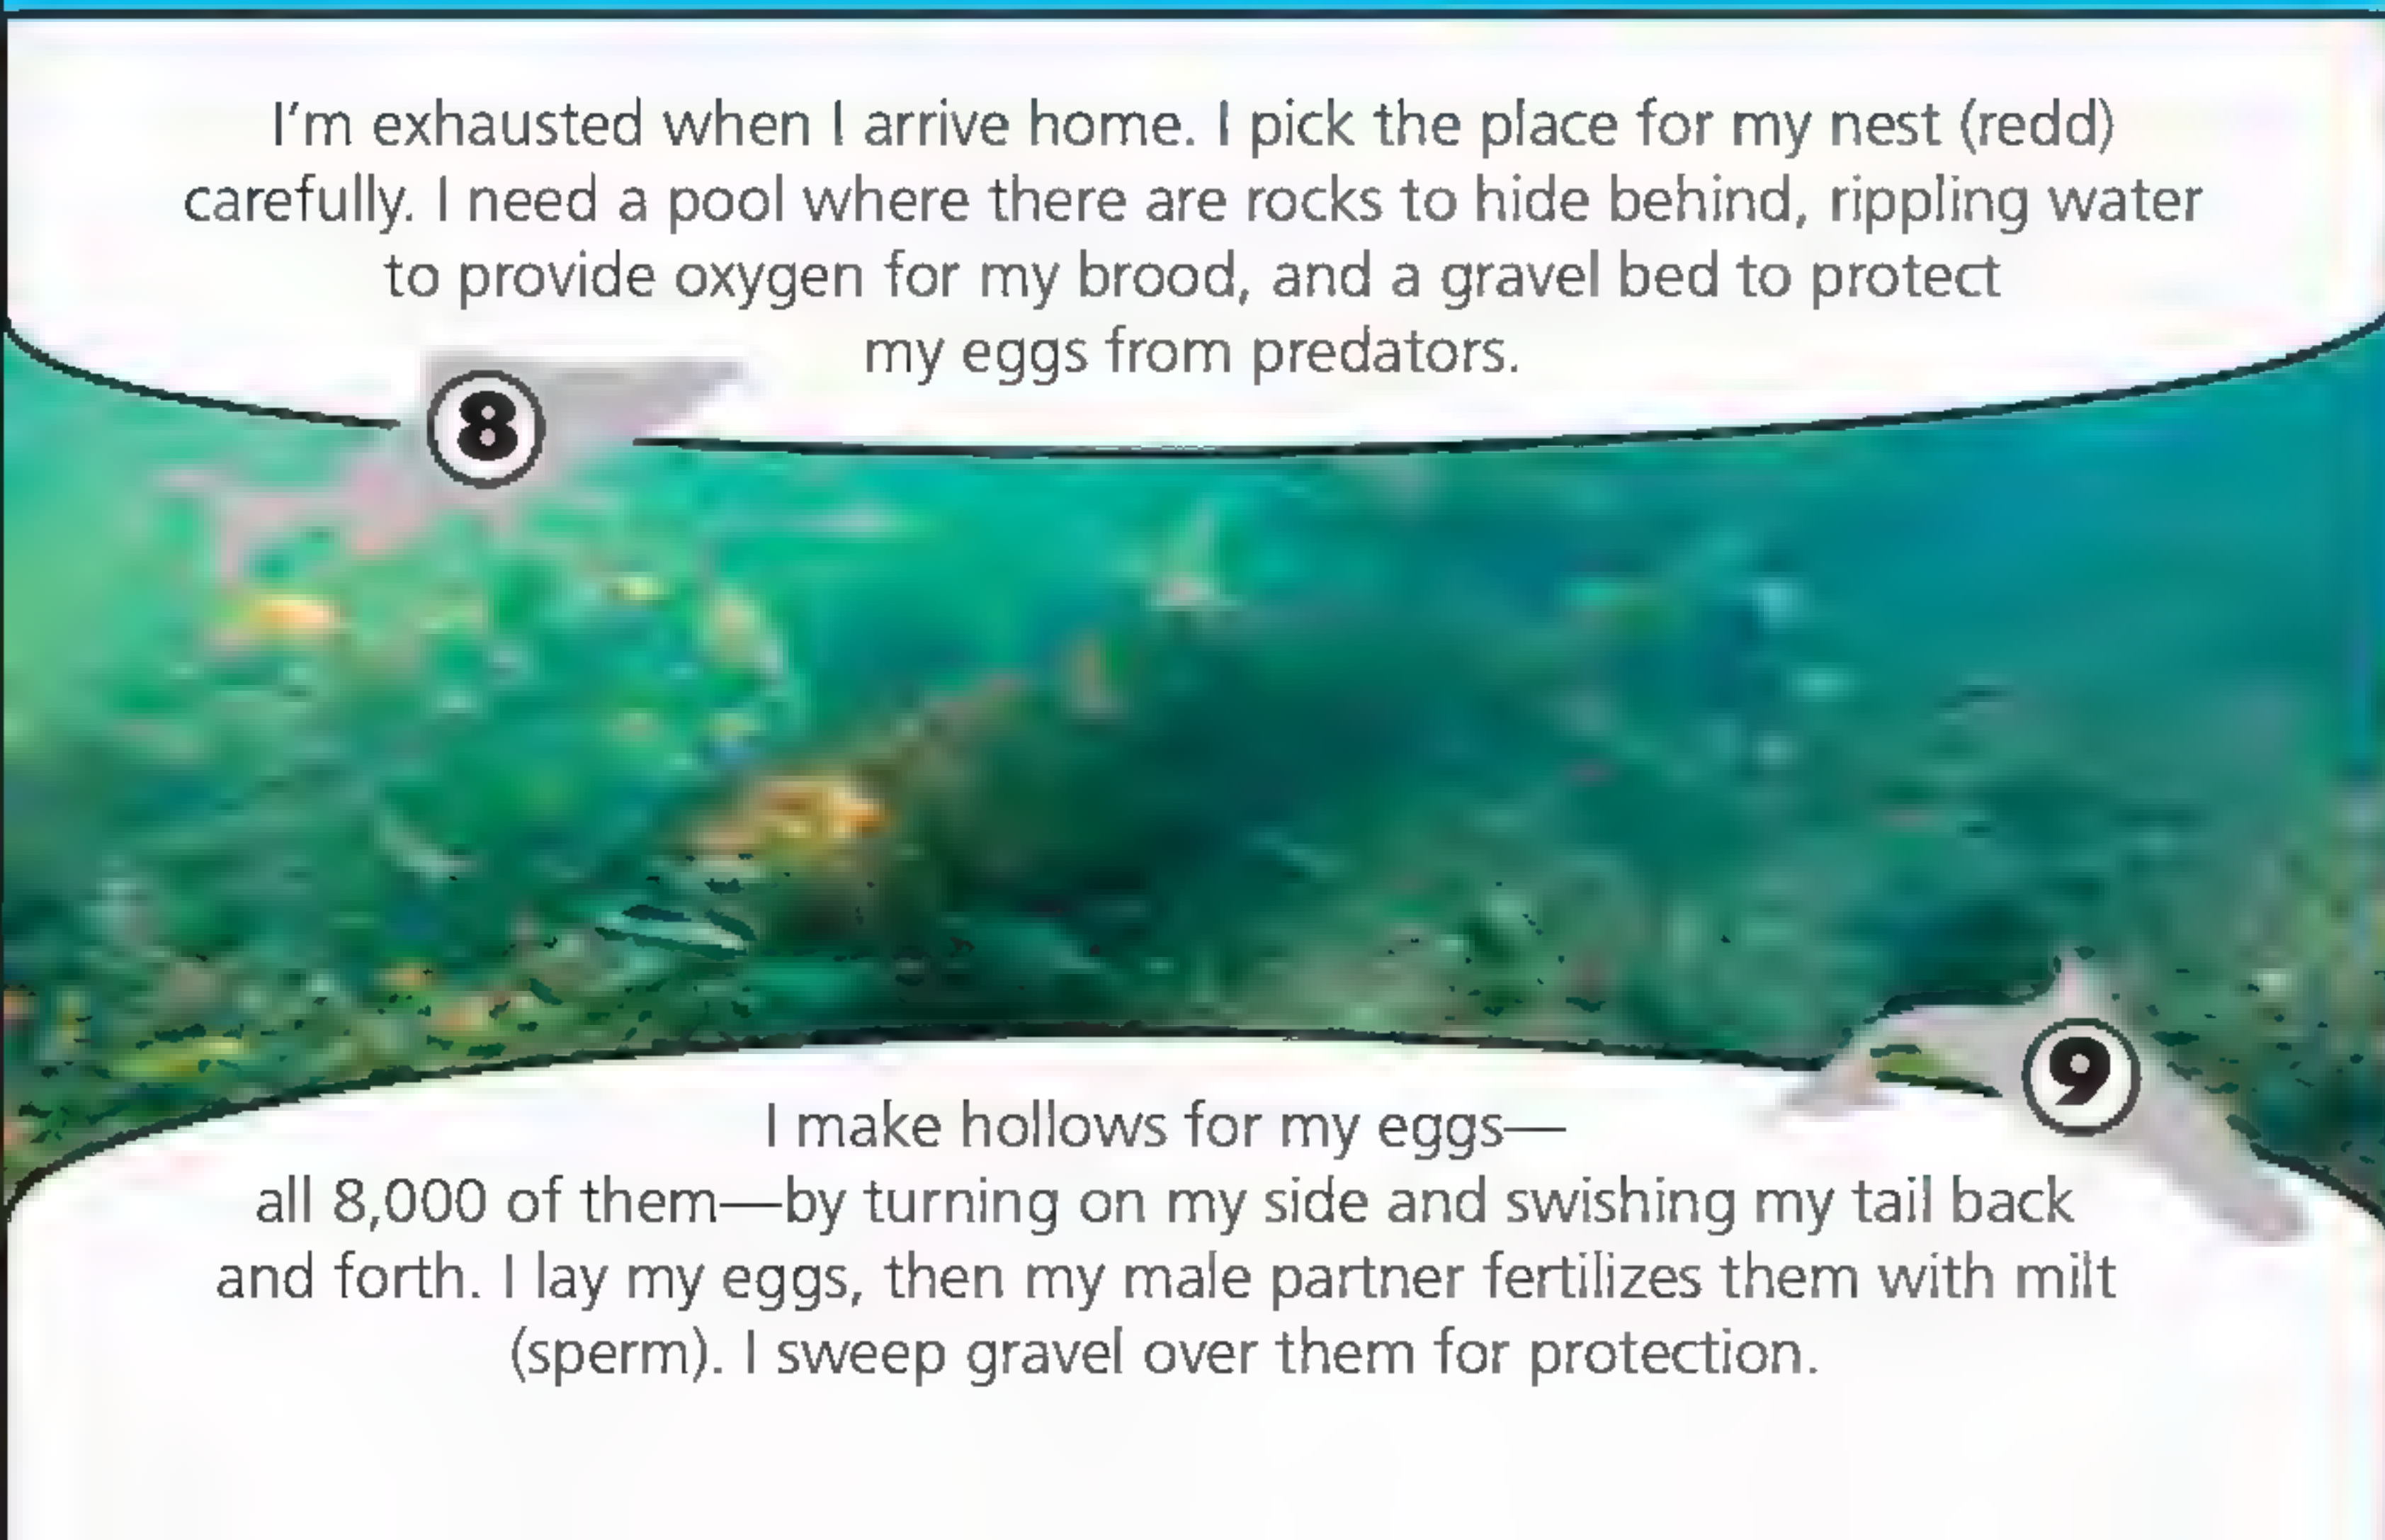 I'm exhausted when I arrive home. I pick the place for my nest (redd)
carefully. I need a pool where there are rocks to hide behind, rippling water
to provide oxygen for my brood, and a gravel bed to protect
my eggs from predators.
8
9
I make hollows for my eggs—
all 8,000 of them—by turning on my side and swishing my tail back
and forth. I lay my eggs, then my male partner fertilizes them with milt
(sperm). I sweep gravel over them for protection.